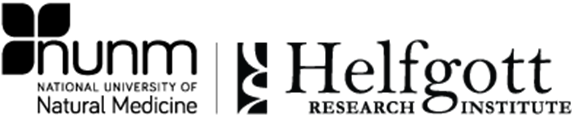 nunm
NATIONAL UNIVERSITY OF
Natural Medicine
Helfgott
RESEARCH INSTITUTE